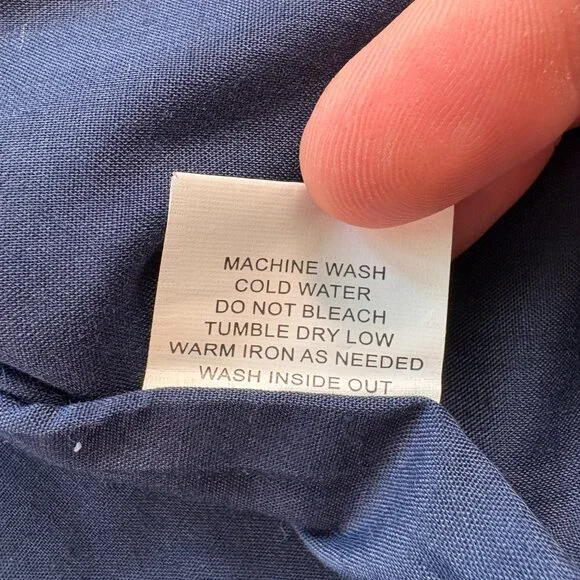 MACHINE WASH
COLD WATER
DO NOT BLEACH
TUMBLE DRY LOW
WARM IRON AS NEEDED
WASH INSIDE OUT